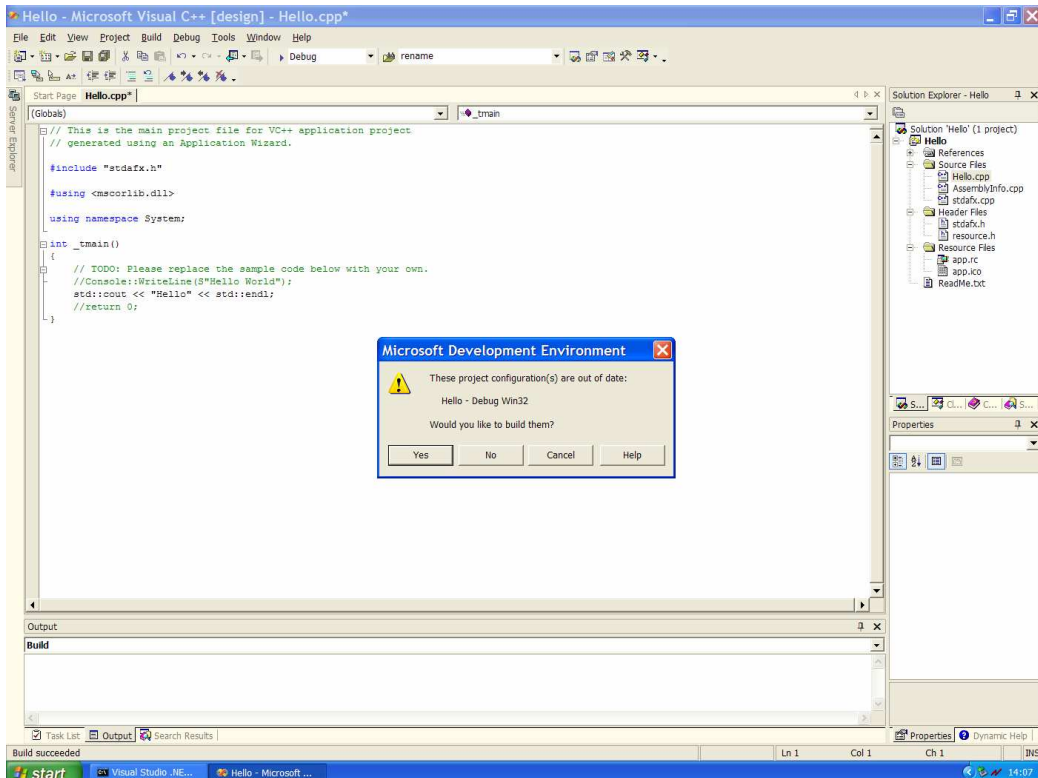 Hello - Microsoft Visual C++ [design] - Hello.cpp*
File Edit View Project Build Debug Tools Window Help
Debug rename
Start Page Hello.cpp*
Solution Explorer - Hello
Server Explorer
(Globals) _tmain
// This is the main project file for VC++ application project
// generated using an Application Wizard.
#include "stdafx.h"
#using <mscorlib.dll>
using namespace System;
int _tmain()
{
// TODO: Please replace the sample code below with your own.
//Console::WriteLine(S"Hello World");
std::cout << "Hello" << std::endl;
//return 0;
}
Solution 'Hello' (1 project)
Hello
References
Source Files
Hello.cpp
AssemblyInfo.cpp
stdafx.cpp
Header Files
stdafx.h
resource.h
Resource Files
app.rc
app.ico
ReadMe.txt
Microsoft Development Environment
These project configuration(s) are out of date:
Hello - Debug Win32
Would you like to build them?
Yes No Cancel Help
S... Cl... C... S...
Properties
Output
Build
Task List Output Search Results
Properties Dynamic Help
Build succeeded Ln 1 Col 1 Ch 1 INS
start Visual Studio .NE... Hello - Microsoft ... 14:07